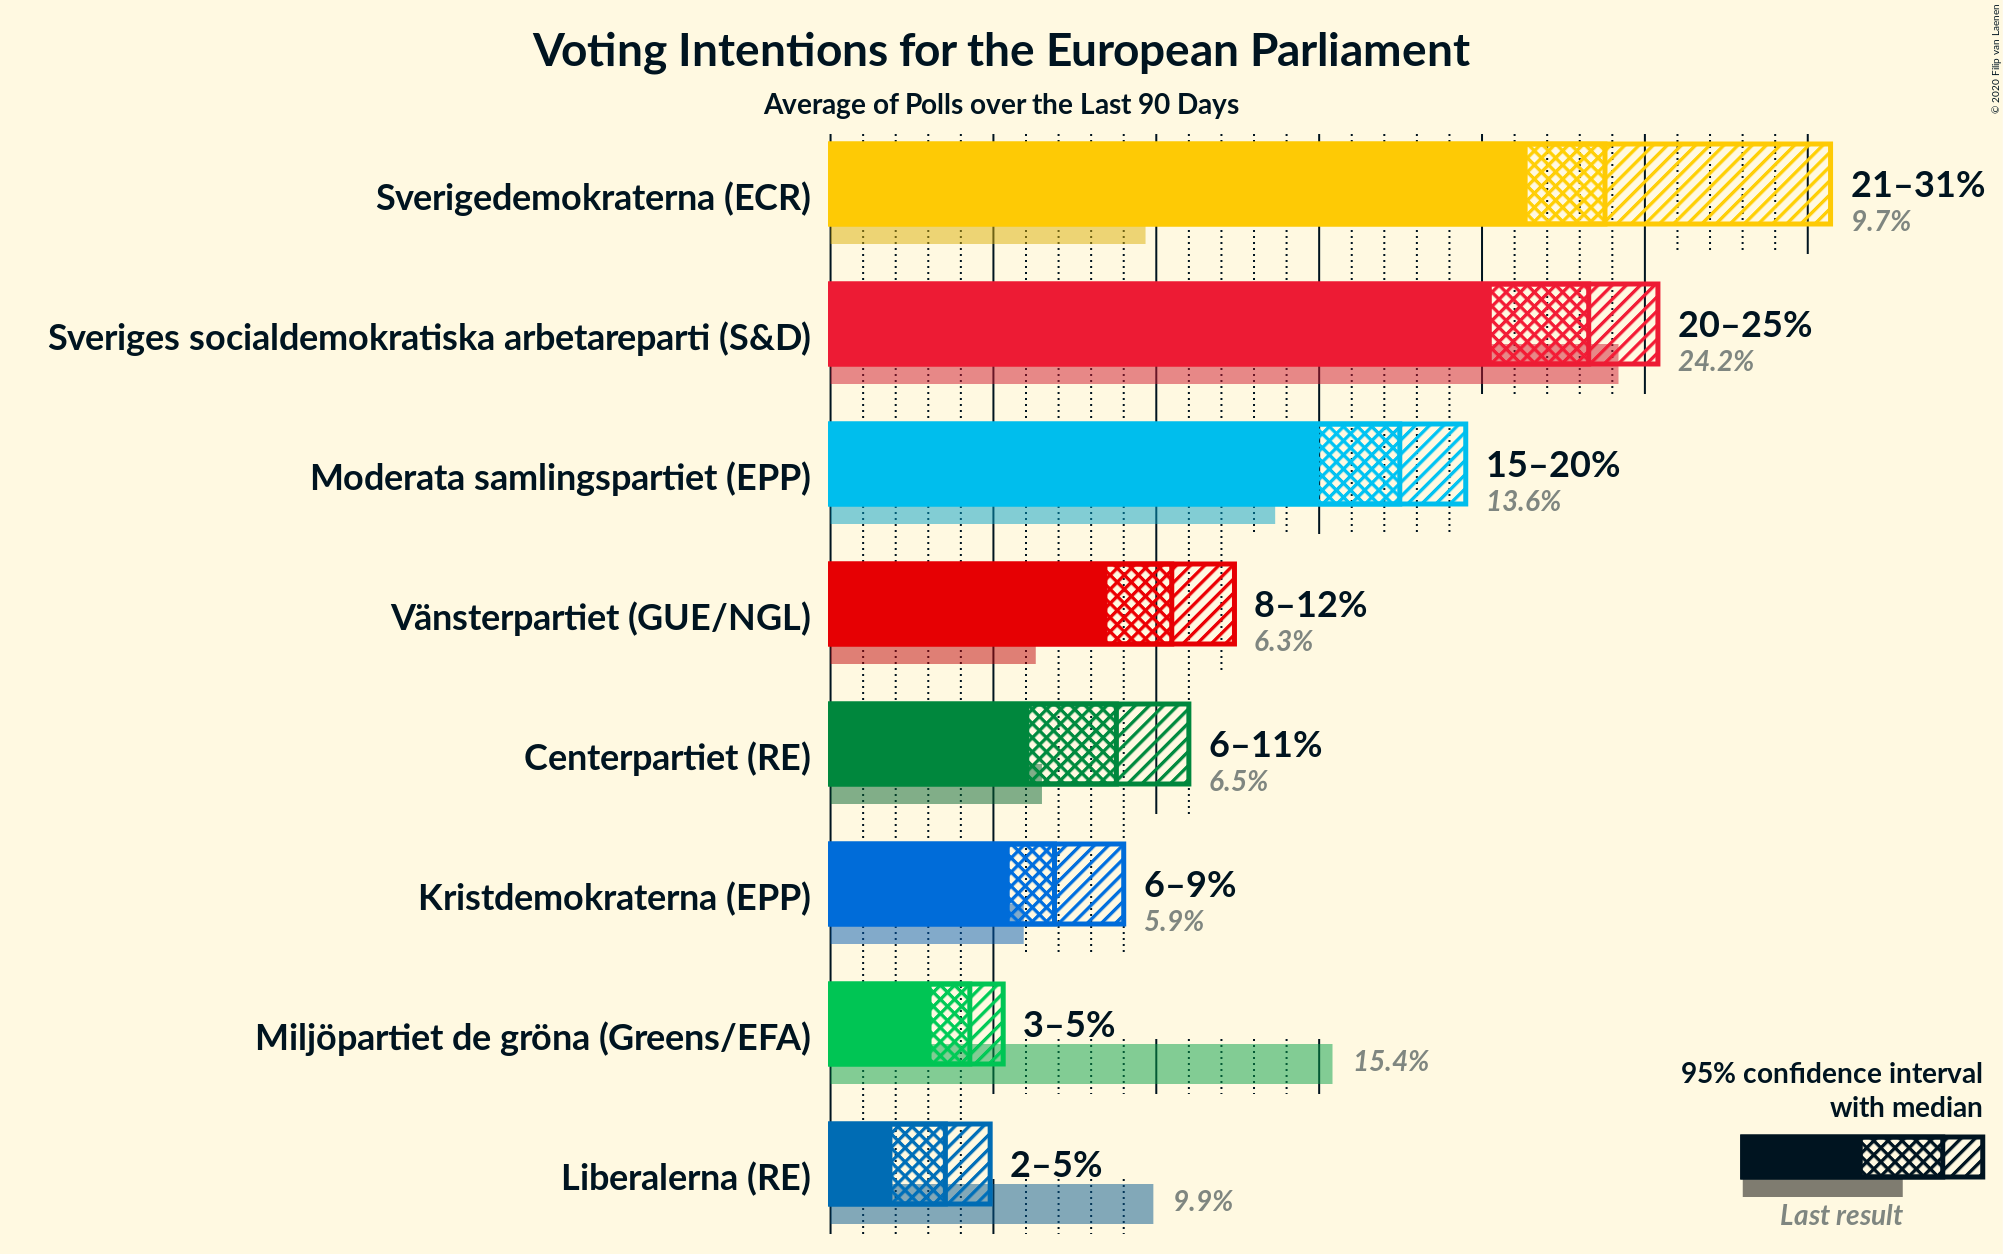 Voting Intentions for the European Parliament
Average of Polls over the Last 90 Days
© 2020 Filip van Laenen
Sverigedemokraterna (ECR)
21–31%
9.7%
Sveriges socialdemokratiska arbetareparti (S&D)
20–25%
24.2%
Moderata samlingspartiet (EPP)
15–20%
13.6%
Vänsterpartiet (GUE/NGL)
8–12%
6.3%
Centerpartiet (RE)
6–11%
6.5%
Kristdemokraterna (EPP)
6–9%
5.9%
Miljöpartiet de gröna (Greens/EFA)
3–5%
15.4%
Liberalerna (RE)
2–5%
9.9%
95% confidence interval
with median
Last result